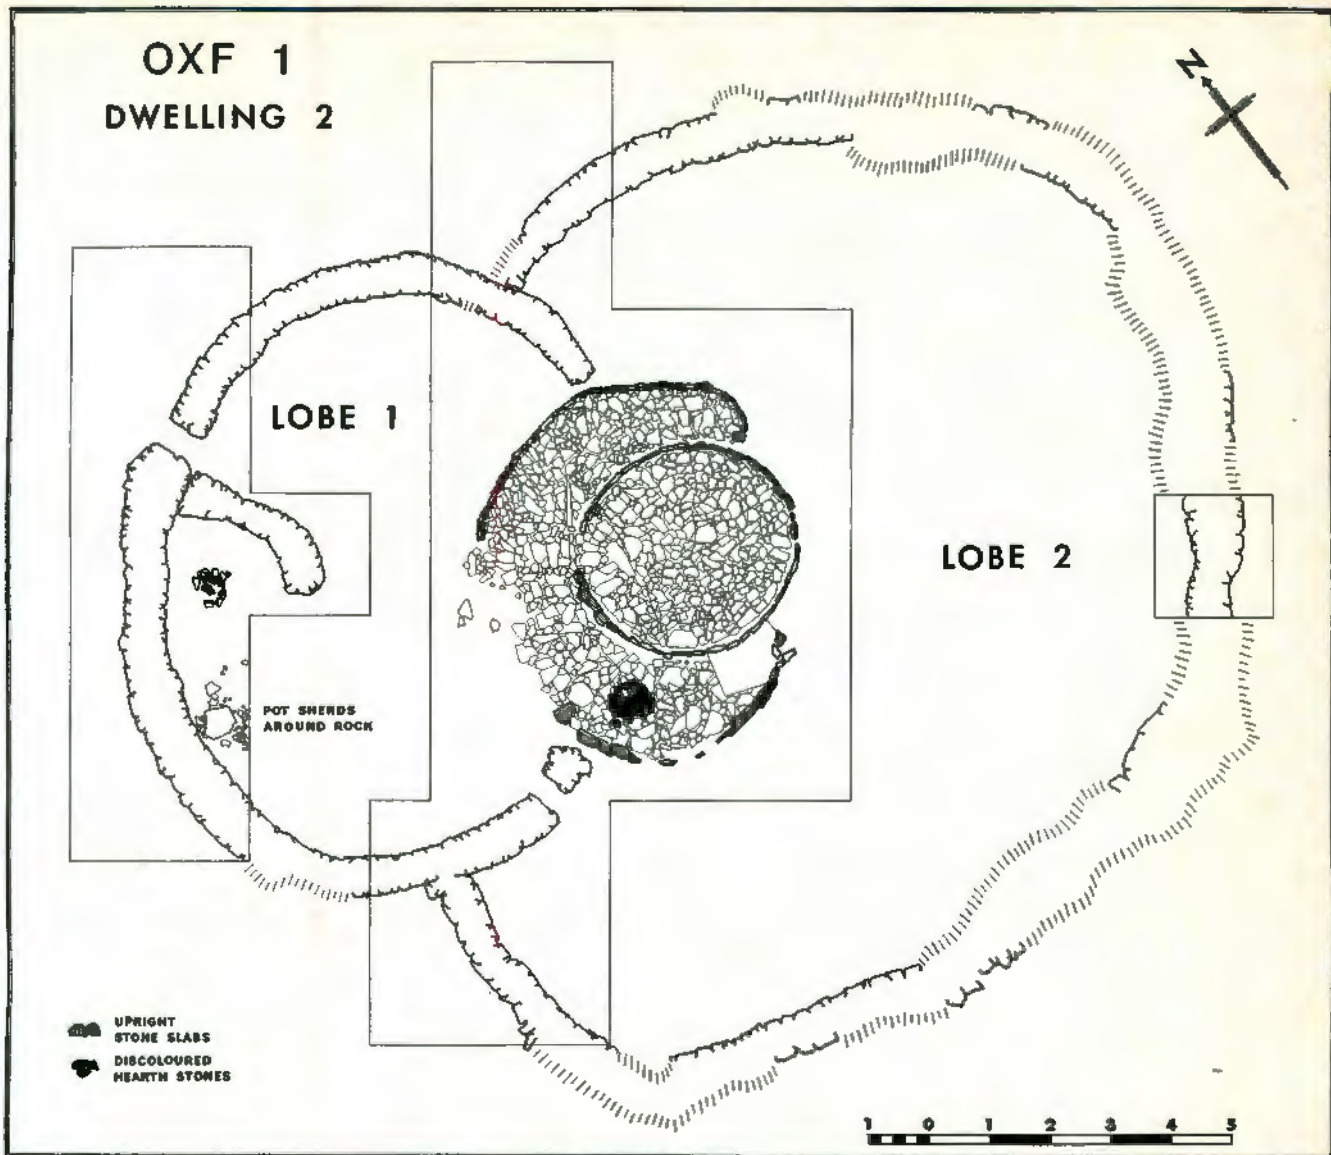 OXF 1
DWELLING 2
N
LOBE 1
LOBE 2
POT SHERDS
AROUND ROCK
UPRIGHT
STONE SLABS
DISCOLOURED
HEARTH STONES
1 0 1 2 3 4 5